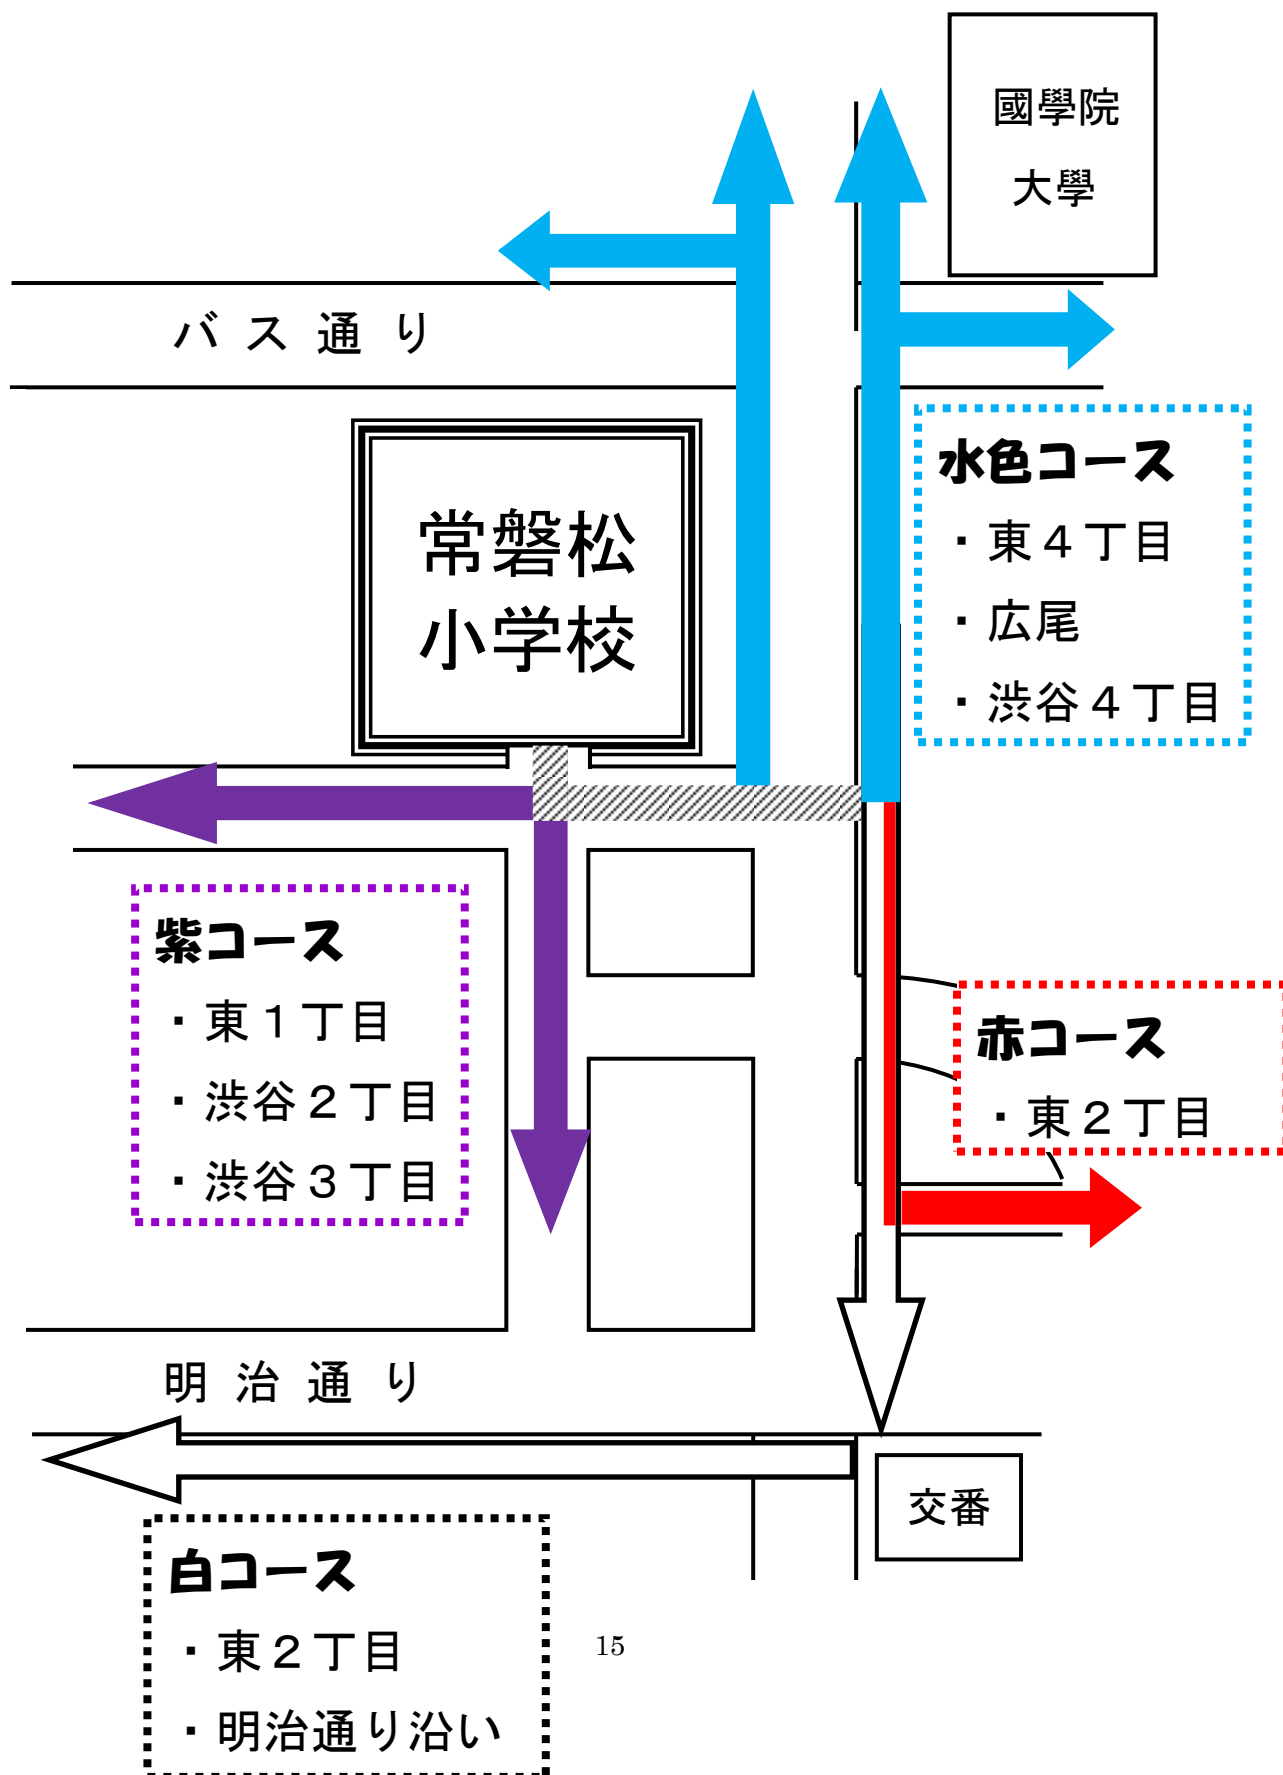 國學院
大學
バス通り
常磐松
小学校
水色コース
・東４丁目
・広尾
・渋谷４丁目
紫コース
・東１丁目
・渋谷２丁目
・渋谷３丁目
赤コース
・東２丁目
明治通り
交番
白コース
・東２丁目
・明治通り沿い
15